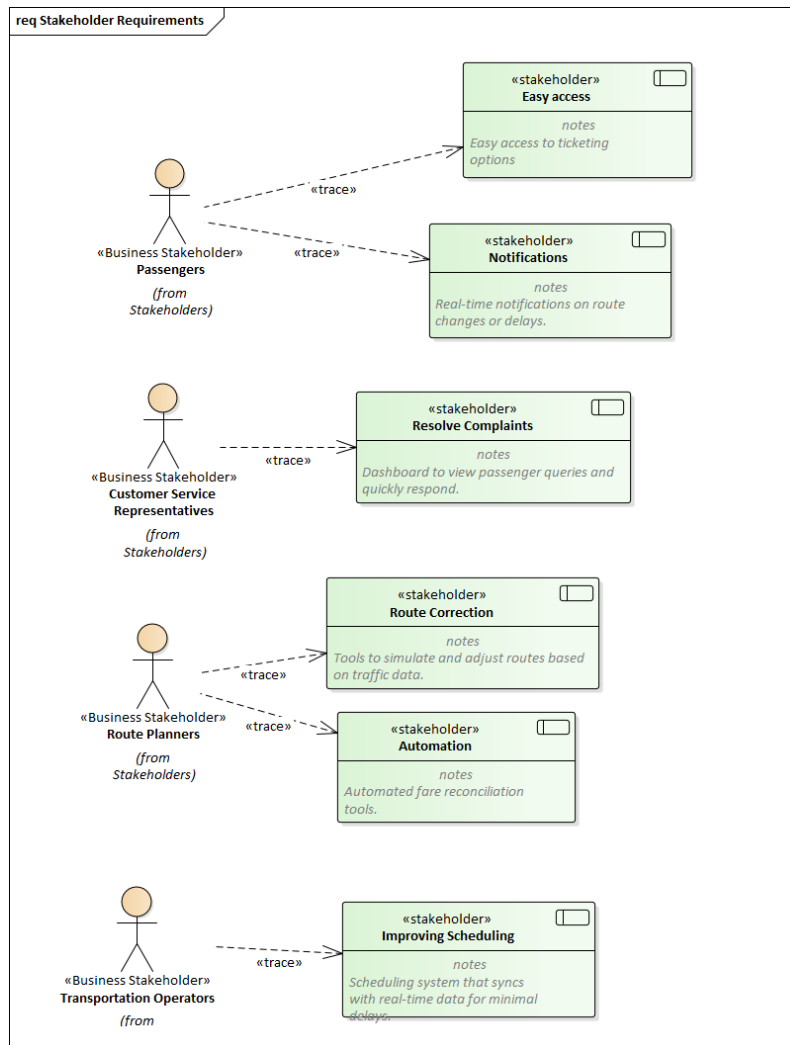 req Stakeholder Requirements
«stakeholder»
Easy access
notes
Easy access to ticketing
options
«trace»
«Business Stakeholder»
Passengers
(from
Stakeholders)
«trace»
«stakeholder»
Notifications
notes
Real-time notifications on route
changes or delays.
«Business Stakeholder»
Customer Service
Representatives
(from
Stakeholders)
«trace»
«stakeholder»
Resolve Complaints
notes
Dashboard to view passenger queries and
quickly respond.
«Business Stakeholder»
Route Planners
(from
Stakeholders)
«trace»
«stakeholder»
Route Correction
notes
Tools to simulate and adjust routes based
on traffic data.
«trace»
«stakeholder»
Automation
notes
Automated fare reconciliation
tools.
«Business Stakeholder»
Transportation Operators
(from
«trace»
«stakeholder»
Improving Scheduling
notes
Scheduling system that syncs
with real-time data for minimal
delays.